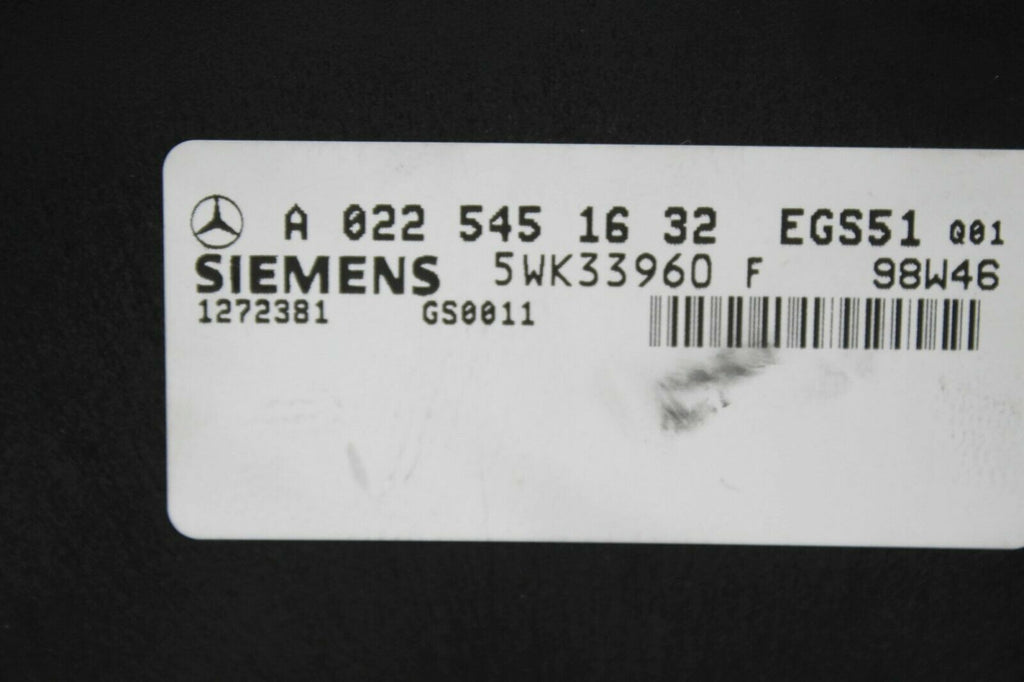 A 022 545 16 32 EGS51 Q01
SIEMENS 5WK33960 F 98W46
1272381 GS0011